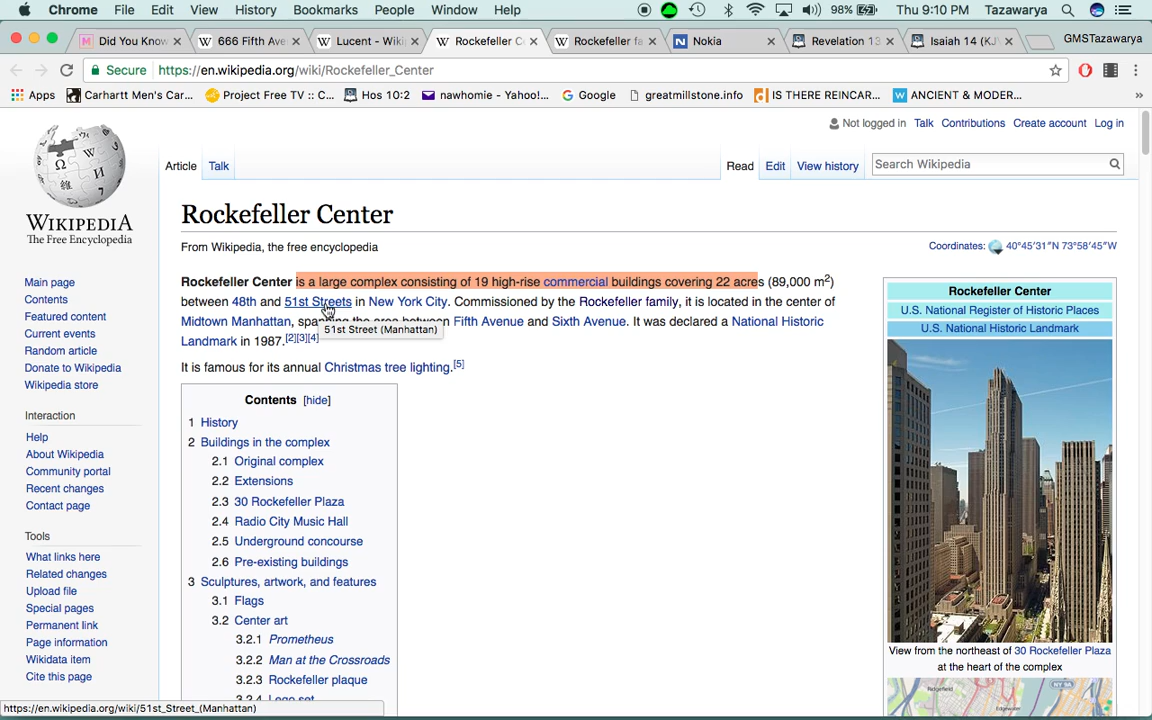 Chrome File Edit View History Bookmarks People Window Help 98% Thu 9:10 PM Tazawarya
Did You Know 666 Fifth Ave Lucent - Wiki Rockefeller C Rockefeller fa Nokia Revelation 13 Isaiah 14 (KJV GMSTazawarya
Secure https://en.wikipedia.org/wiki/Rockefeller_Center
Apps Carhartt Men's Car... Project Free TV :: C... Hos 10:2 nawhomie - Yahoo!... Google greatmillstone.info IS THERE REINCAR... ANCIENT & MODER... »
Not logged in Talk Contributions Create account Log in
Article Talk Read Edit View history Search Wikipedia
WIKIPEDIA
The Free Encyclopedia
Main page
Contents
Featured content
Current events
Random article
Donate to Wikipedia
Wikipedia store
Interaction
Help
About Wikipedia
Community portal
Recent changes
Contact page
Tools
What links here
Related changes
Upload file
Special pages
Permanent link
Page information
Wikidata item
Cite this page
Rockefeller Center
From Wikipedia, the free encyclopedia
Coordinates: 40°45′31″N 73°58′45″W
Rockefeller Center is a large complex consisting of 19 high-rise commercial buildings covering 22 acres (89,000 m2)
between 48th and 51st Streets in New York City. Commissioned by the Rockefeller family, it is located in the center of
Midtown Manhattan, spanning the area between Fifth Avenue and Sixth Avenue. It was declared a National Historic
51st Street (Manhattan)
Landmark in 1987.[2][3][4]
It is famous for its annual Christmas tree lighting.[5]
Contents [hide]
1 History
2 Buildings in the complex
2.1 Original complex
2.2 Extensions
2.3 30 Rockefeller Plaza
2.4 Radio City Music Hall
2.5 Underground concourse
2.6 Pre-existing buildings
3 Sculptures, artwork, and features
3.1 Flags
3.2 Center art
3.2.1 Prometheus
3.2.2 Man at the Crossroads
3.2.3 Rockefeller plaque
3.2.4 Lego set
Rockefeller Center
U.S. National Register of Historic Places
U.S. National Historic Landmark
View from the northeast of 30 Rockefeller Plaza
at the heart of the complex
Ridgefield
NY 9A
Edgewater
https://en.wikipedia.org/wiki/51st_Street_(Manhattan)